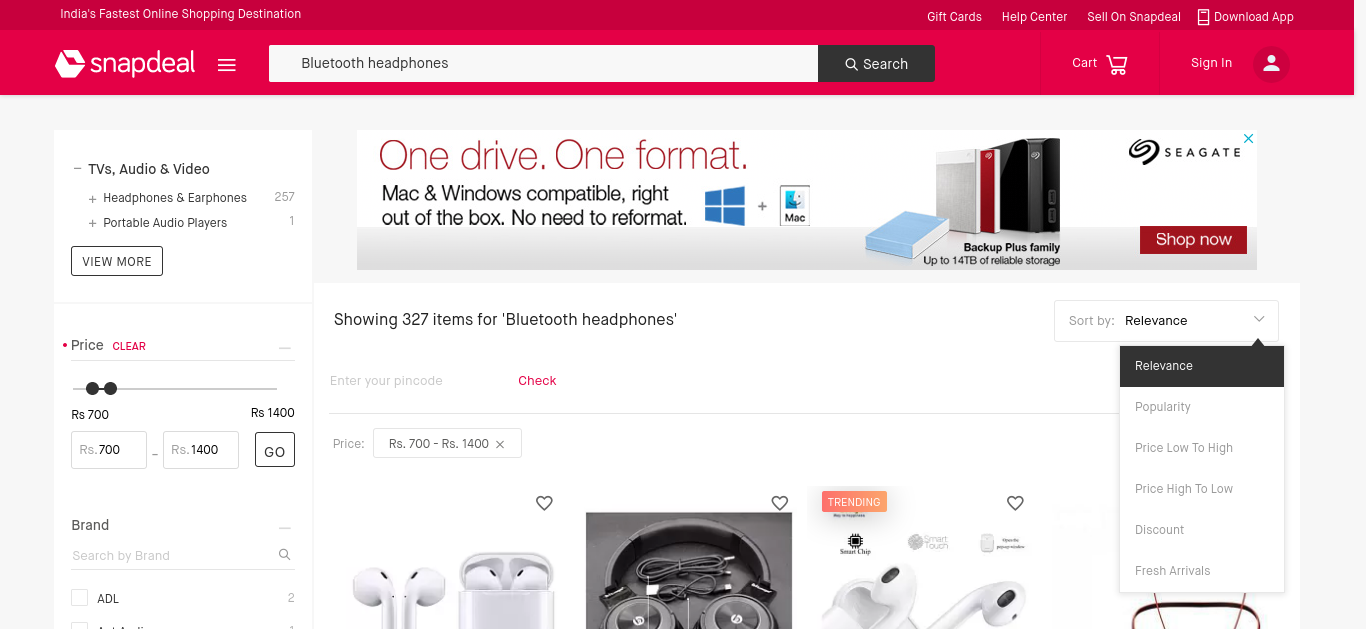 India's Fastest Online Shopping Destination
Gift Cards Help Center Sell On Snapdeal Download App
snapdeal
Bluetooth headphones
Search
Cart
Sign In
TVs, Audio & Video
Headphones & Earphones 257
Portable Audio Players 1
VIEW MORE
One drive. One format.
Mac & Windows compatible, right
out of the box. No need to reformat.
+
Mac
SEAGATE
Backup Plus family
Up to 14TB of reliable storage
Shop now
Showing 327 items for 'Bluetooth headphones'
Sort by: Relevance
Relevance
Popularity
Price Low To High
Price High To Low
Discount
Fresh Arrivals
Price CLEAR
Rs 700 Rs 1400
Rs. 700 - Rs. 1400 GO
Enter your pincode Check
Price: Rs. 700 - Rs. 1400
Brand
Search by Brand
ADL 2
TRENDING
Smart Chip
Smart
Touch